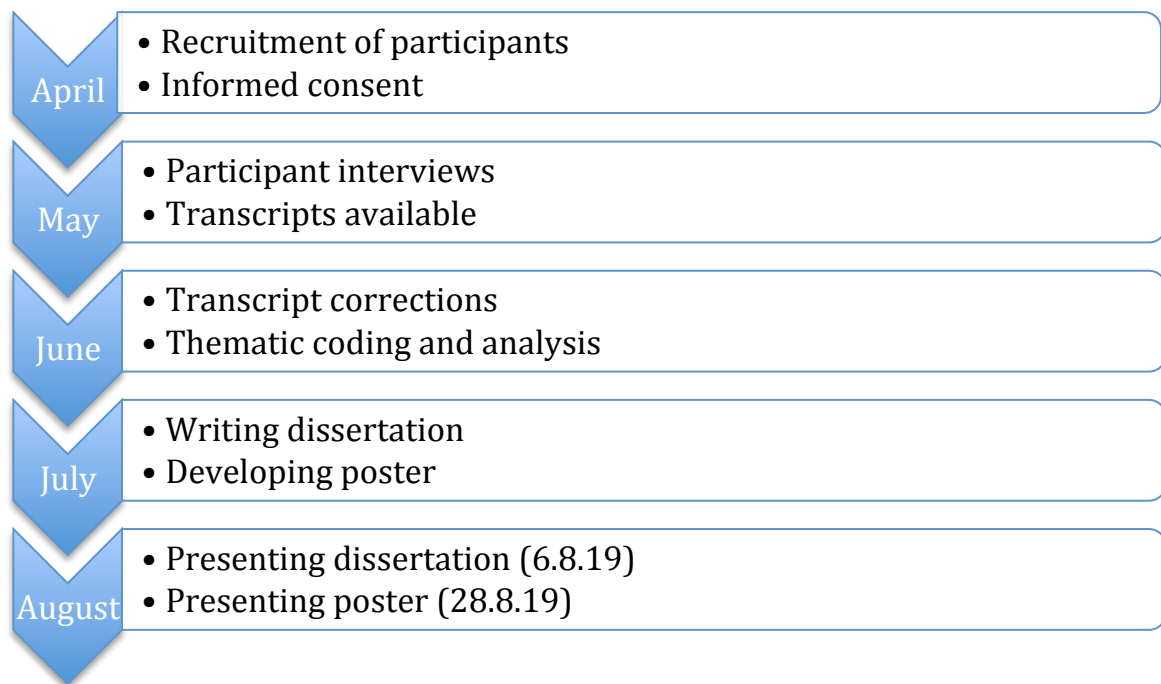 April
• Recruitment of participants
• Informed consent
May
• Participant interviews
• Transcripts available
June
• Transcript corrections
• Thematic coding and analysis
July
• Writing dissertation
• Developing poster
August
• Presenting dissertation (6.8.19)
• Presenting poster (28.8.19)